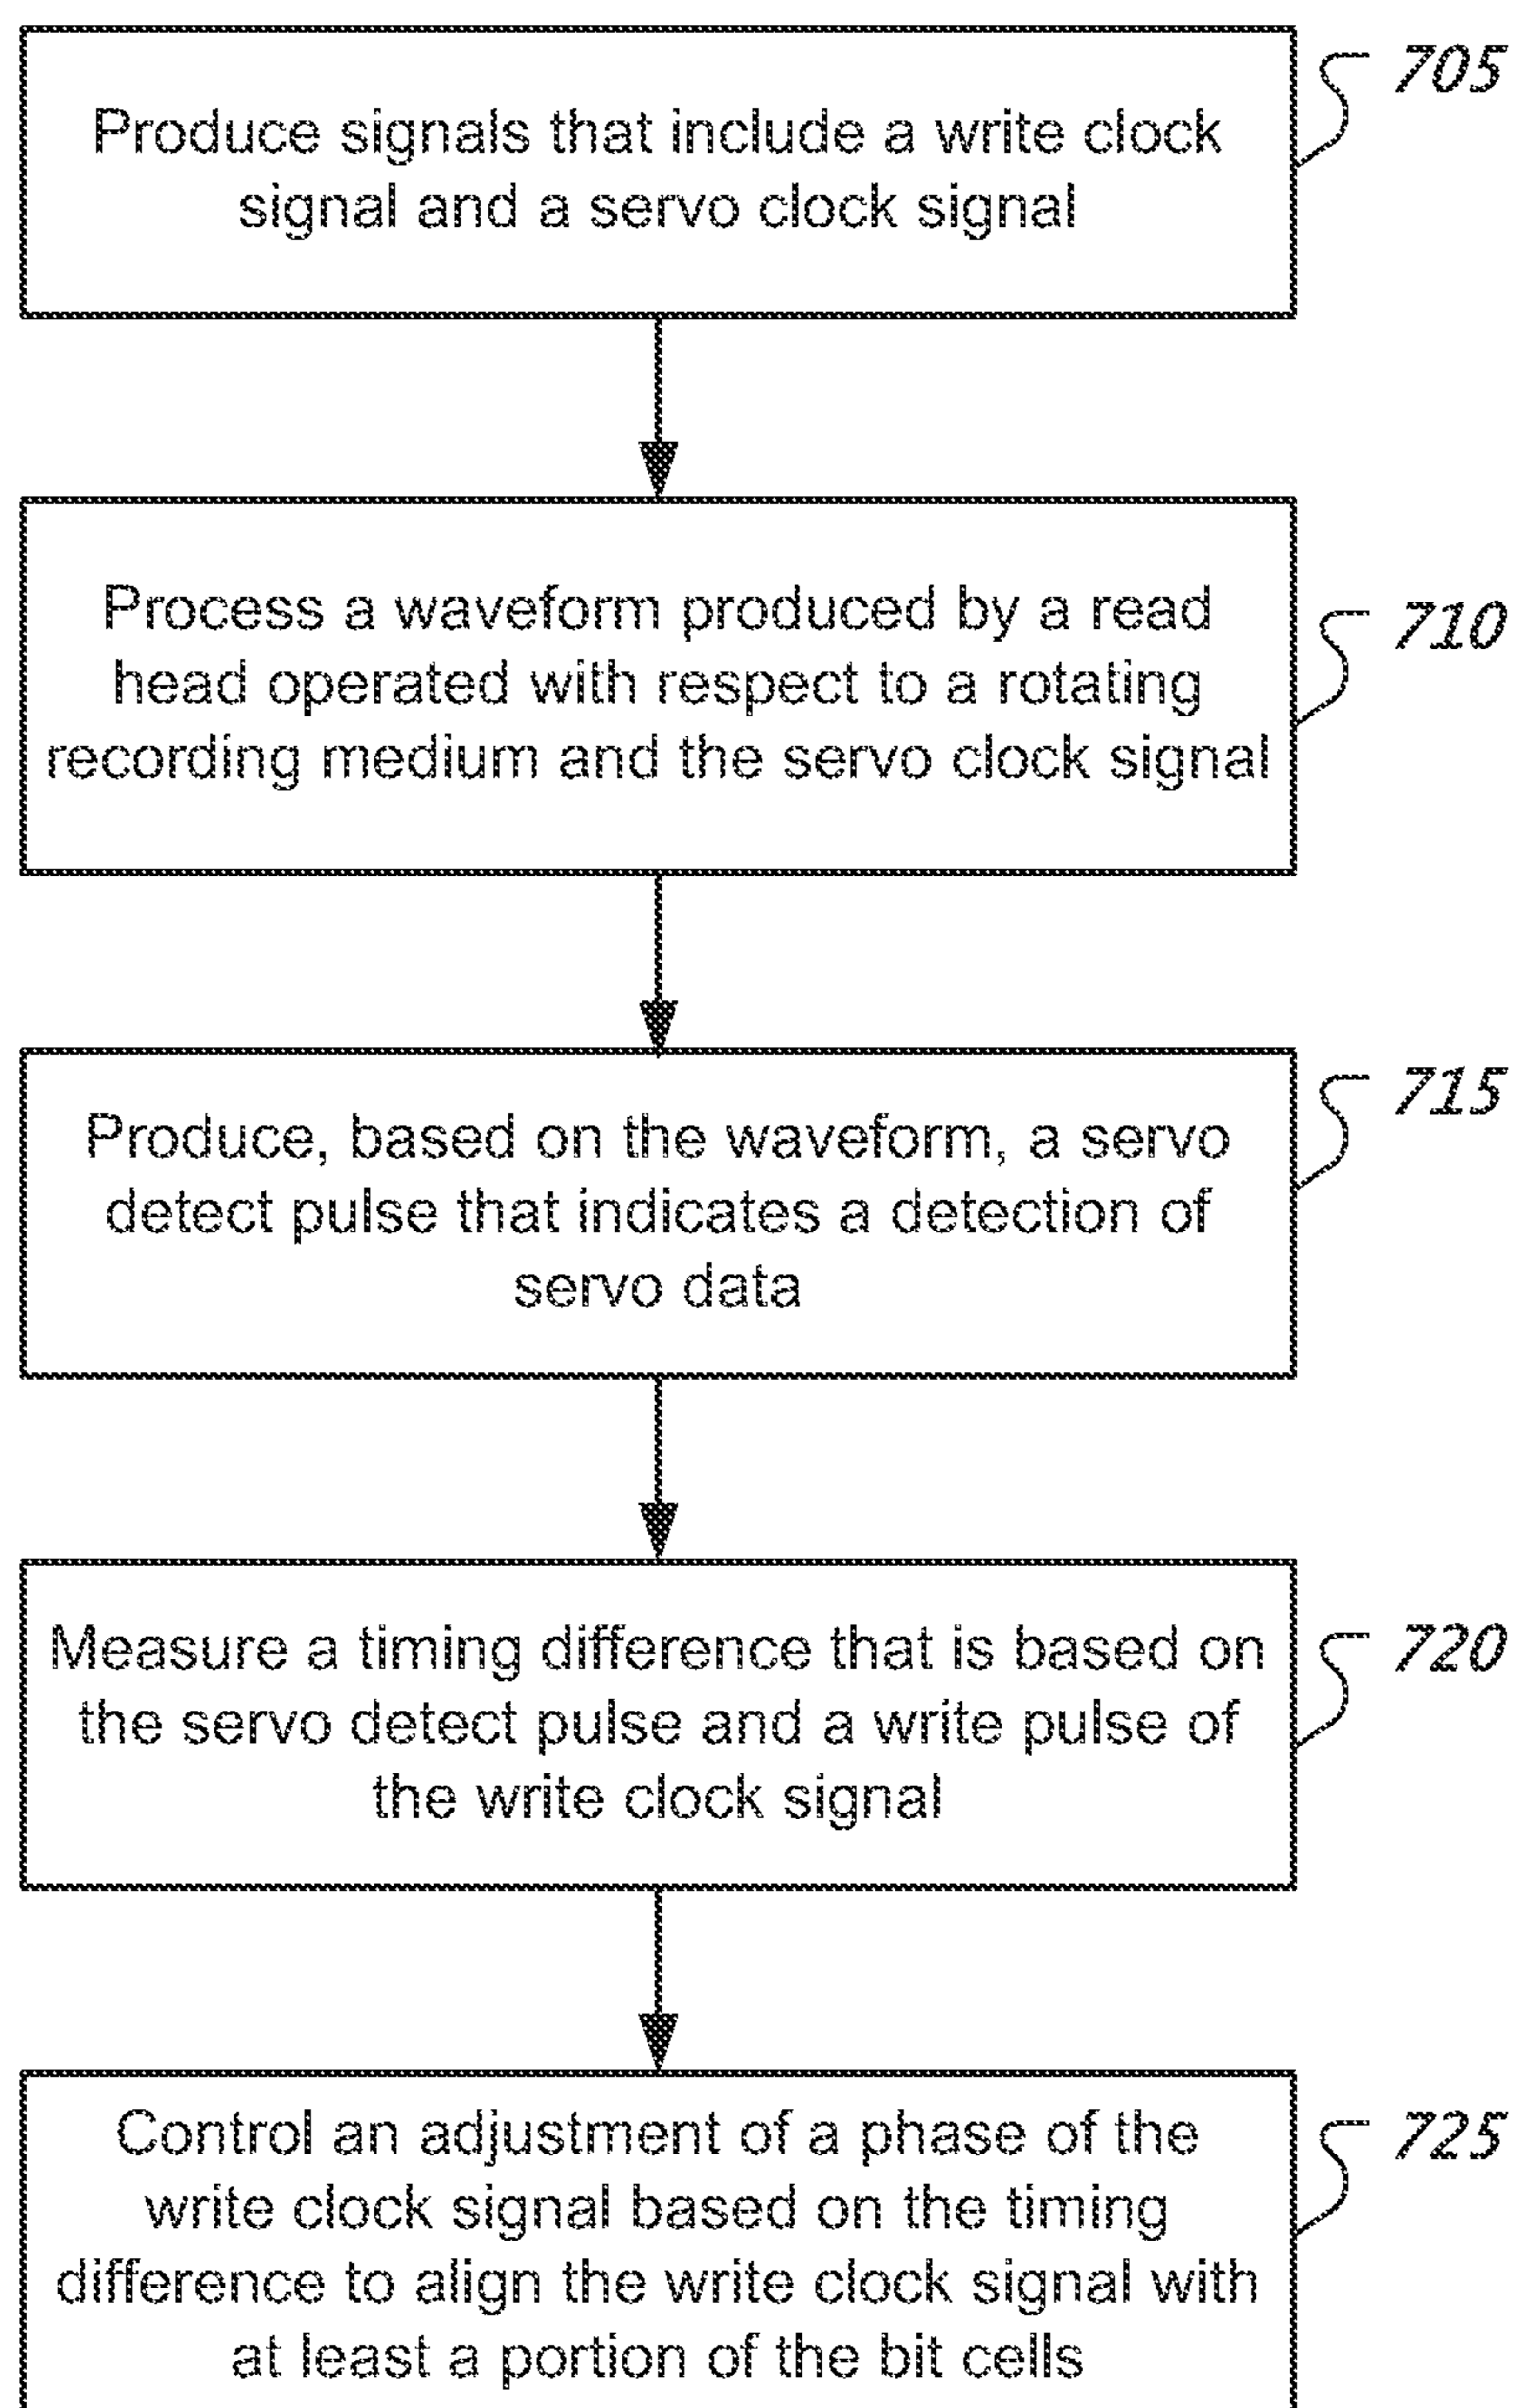 705
Produce signals that include a write clock
signal and a servo clock signal
710
Process a waveform produced by a read
head operated with respect to a rotating
recording medium and the servo clock signal
715
Produce, based on the waveform, a servo
detect pulse that indicates a detection of
servo data
720
Measure a timing difference that is based on
the servo detect pulse and a write pulse of
the write clock signal
725
Control an adjustment of a phase of the
write clock signal based on the timing
difference to align the write clock signal with
at least a portion of the bit cells